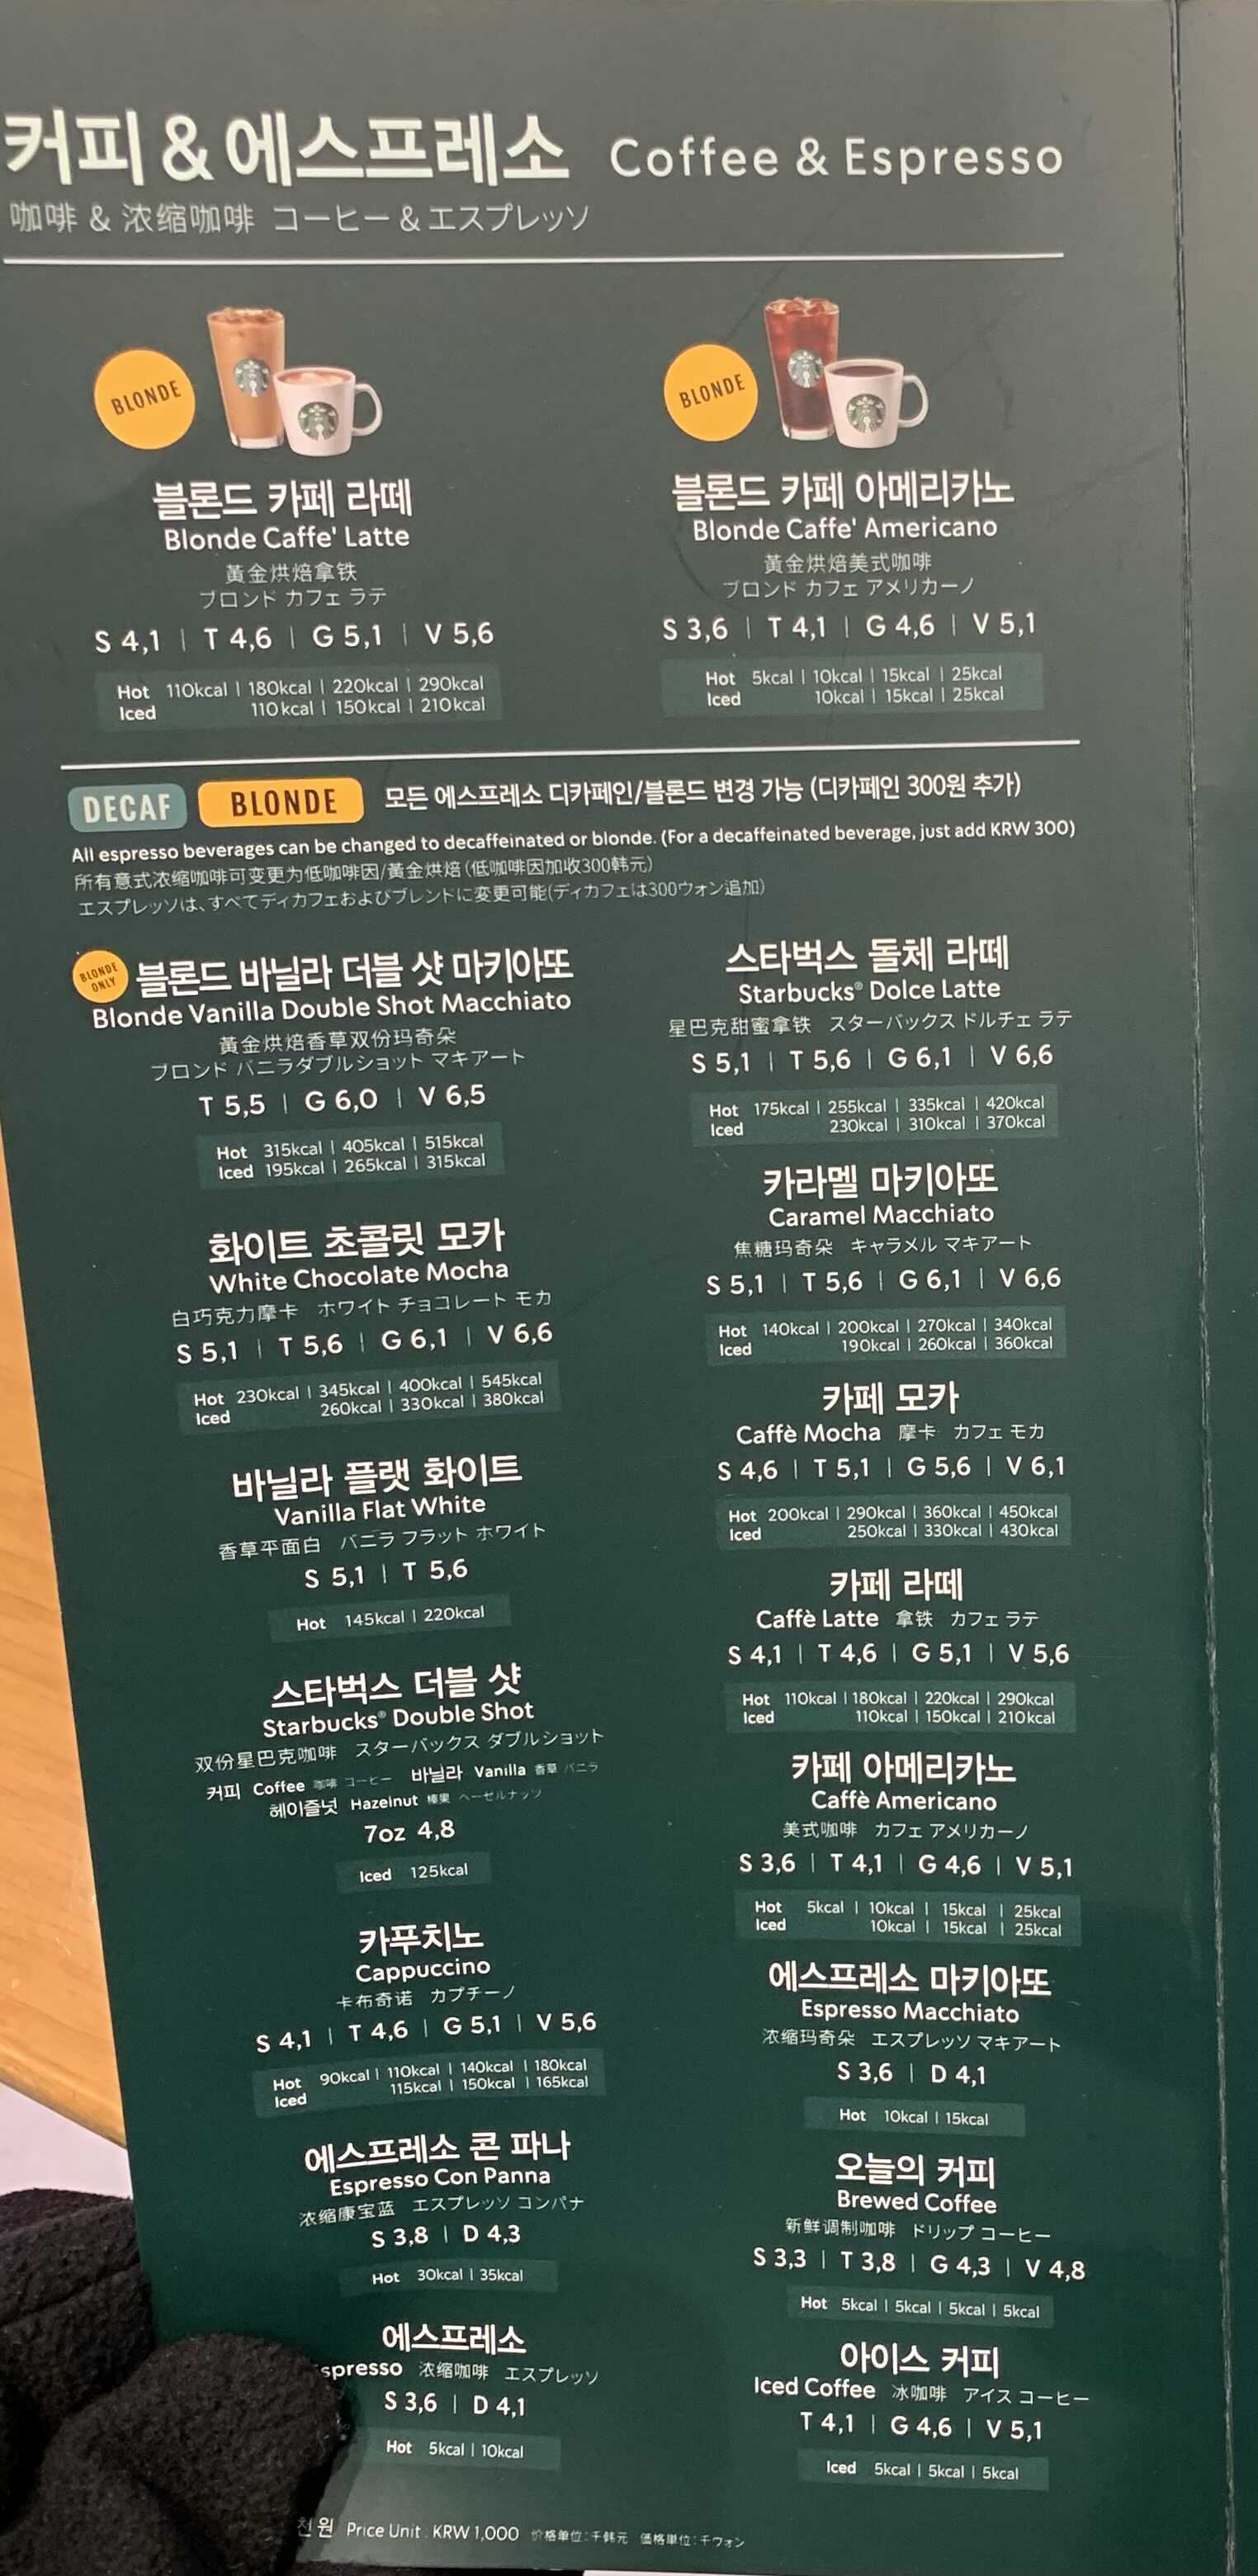 커피 & 에스프레소 Coffee & Espresso
咖啡 & 浓缩咖啡 コーヒー & エスプレッソ
BLONDE
블론드 카페 라떼
Blonde Caffe' Latte
黃金烘焙拿铁
ブロンド カフェ ラテ
S 4,1 | T 4,6 | G 5,1 | V 5,6
Hot 110kcal | 180kcal | 220kcal | 290kcal
Iced 110kcal | 150kcal | 210kcal
BLONDE
블론드 카페 아메리카노
Blonde Caffe' Americano
黃金烘焙美式咖啡
ブロンド カフェ アメリカーノ
S 3,6 | T 4,1 | G 4,6 | V 5,1
Hot 5kcal | 10kcal | 15kcal | 25kcal
Iced 10kcal | 15kcal | 25kcal
DECAF BLONDE 모든 에스프레소 디카페인/블론드 변경 가능 (디카페인 300원 추가)
All espresso beverages can be changed to decaffeinated or blonde. (For a decaffeinated beverage, just add KRW 300)
所有意式浓缩咖啡可变更为低咖啡因/黃金烘焙 (低咖啡因加收300韩元)
エスプレッソは、すべてディカフェおよびブレンドに変更可能(ディカフェは300ウォン追加)
BLONDE
ONLY
블론드 바닐라 더블 샷 마키아또
Blonde Vanilla Double Shot Macchiato
黃金烘焙香草双份玛奇朵
ブロンド バニラダブルショット マキアート
T 5,5 | G 6,0 | V 6,5
Hot 315kcal | 405kcal | 515kcal
Iced 195kcal | 265kcal | 315kcal
화이트 초콜릿 모카
White Chocolate Mocha
白巧克力摩卡 ホワイト チョコレート モカ
S 5,1 | T 5,6 | G 6,1 | V 6,6
Hot 230kcal | 345kcal | 400kcal | 545kcal
Iced 260kcal | 330kcal | 380kcal
바닐라 플랫 화이트
Vanilla Flat White
香草平面白 バニラ フラット ホワイト
S 5,1 | T 5,6
Hot 145kcal | 220kcal
스타벅스 더블 샷
Starbucks® Double Shot
双份星巴克咖啡 スターバックス ダブルショット
커피 Coffee 咖啡 コーヒー 바닐라 Vanilla 香草 バニラ
헤이즐넛 Hazelnut 榛果 ヘーゼルナッツ
7oz 4,8
Iced 125kcal
카푸치노
Cappuccino
卡布奇诺 カプチーノ
S 4,1 | T 4,6 | G 5,1 | V 5,6
Hot 90kcal | 110kcal | 140kcal | 180kcal
Iced 115kcal | 150kcal | 165kcal
에스프레소 콘 파나
Espresso Con Panna
浓缩康宝蓝 エスプレッソ コンパナ
S 3,8 | D 4,3
Hot 30kcal | 35kcal
에스프레소
spresso 浓缩咖啡 エスプレッソ
S 3,6 | D 4,1
Hot 5kcal | 10kcal
스타벅스 돌체 라떼
Starbucks® Dolce Latte
星巴克甜蜜拿铁 スターバックス ドルチェ ラテ
S 5,1 | T 5,6 | G 6,1 | V 6,6
Hot 175kcal | 255kcal | 335kcal | 420kcal
Iced 230kcal | 310kcal | 370kcal
카라멜 마키아또
Caramel Macchiato
焦糖玛奇朵 キャラメル マキアート
S 5,1 | T 5,6 | G 6,1 | V 6,6
Hot 140kcal | 200kcal | 270kcal | 340kcal
Iced 190kcal | 260kcal | 360kcal
카페 모카
Caffè Mocha 摩卡 カフェ モカ
S 4,6 | T 5,1 | G 5,6 | V 6,1
Hot 200kcal | 290kcal | 360kcal | 450kcal
Iced 250kcal | 330kcal | 430kcal
카페 라떼
Caffè Latte 拿铁 カフェ ラテ
S 4,1 | T 4,6 | G 5,1 | V 5,6
Hot 110kcal | 180kcal | 220kcal | 290kcal
Iced 110kcal | 150kcal | 210kcal
카페 아메리카노
Caffè Americano
美式咖啡 カフェ アメリカーノ
S 3,6 | T 4,1 | G 4,6 | V 5,1
Hot 5kcal | 10kcal | 15kcal | 25kcal
Iced 10kcal | 15kcal | 25kcal
에스프레소 마키아또
Espresso Macchiato
浓缩玛奇朵 エスプレッソ マキアート
S 3,6 | D 4,1
Hot 10kcal | 15kcal
오늘의 커피
Brewed Coffee
新鲜调制咖啡 ドリップ コーヒー
S 3,3 | T 3,8 | G 4,3 | V 4,8
Hot 5kcal | 5kcal | 5kcal | 5kcal
아이스 커피
Iced Coffee 冰咖啡 アイス コーヒー
T 4,1 | G 4,6 | V 5,1
Iced 5kcal | 5kcal | 5kcal
천원 Price Unit : KRW 1,000 价格单位:千韩元 価格単位:千ウォン